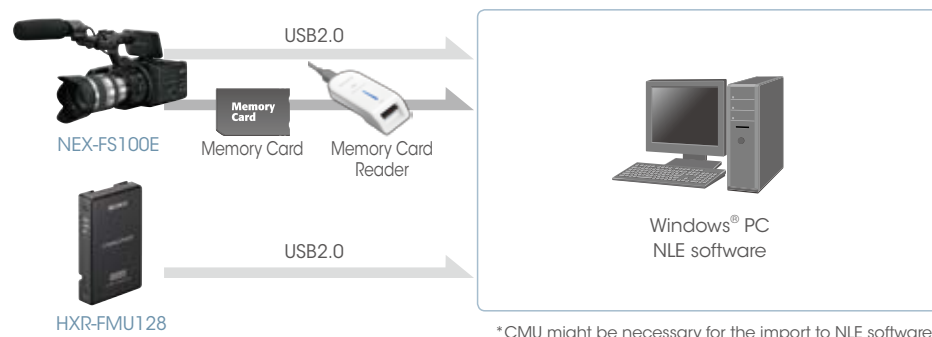 USB2.0
Memory
Card
NEX-FS100E
Memory Card
Memory Card
Reader
Windows® PC
NLE software
SONY
USB2.0
HXR-FMU128
*CMU might be necessary for the import to NLE software